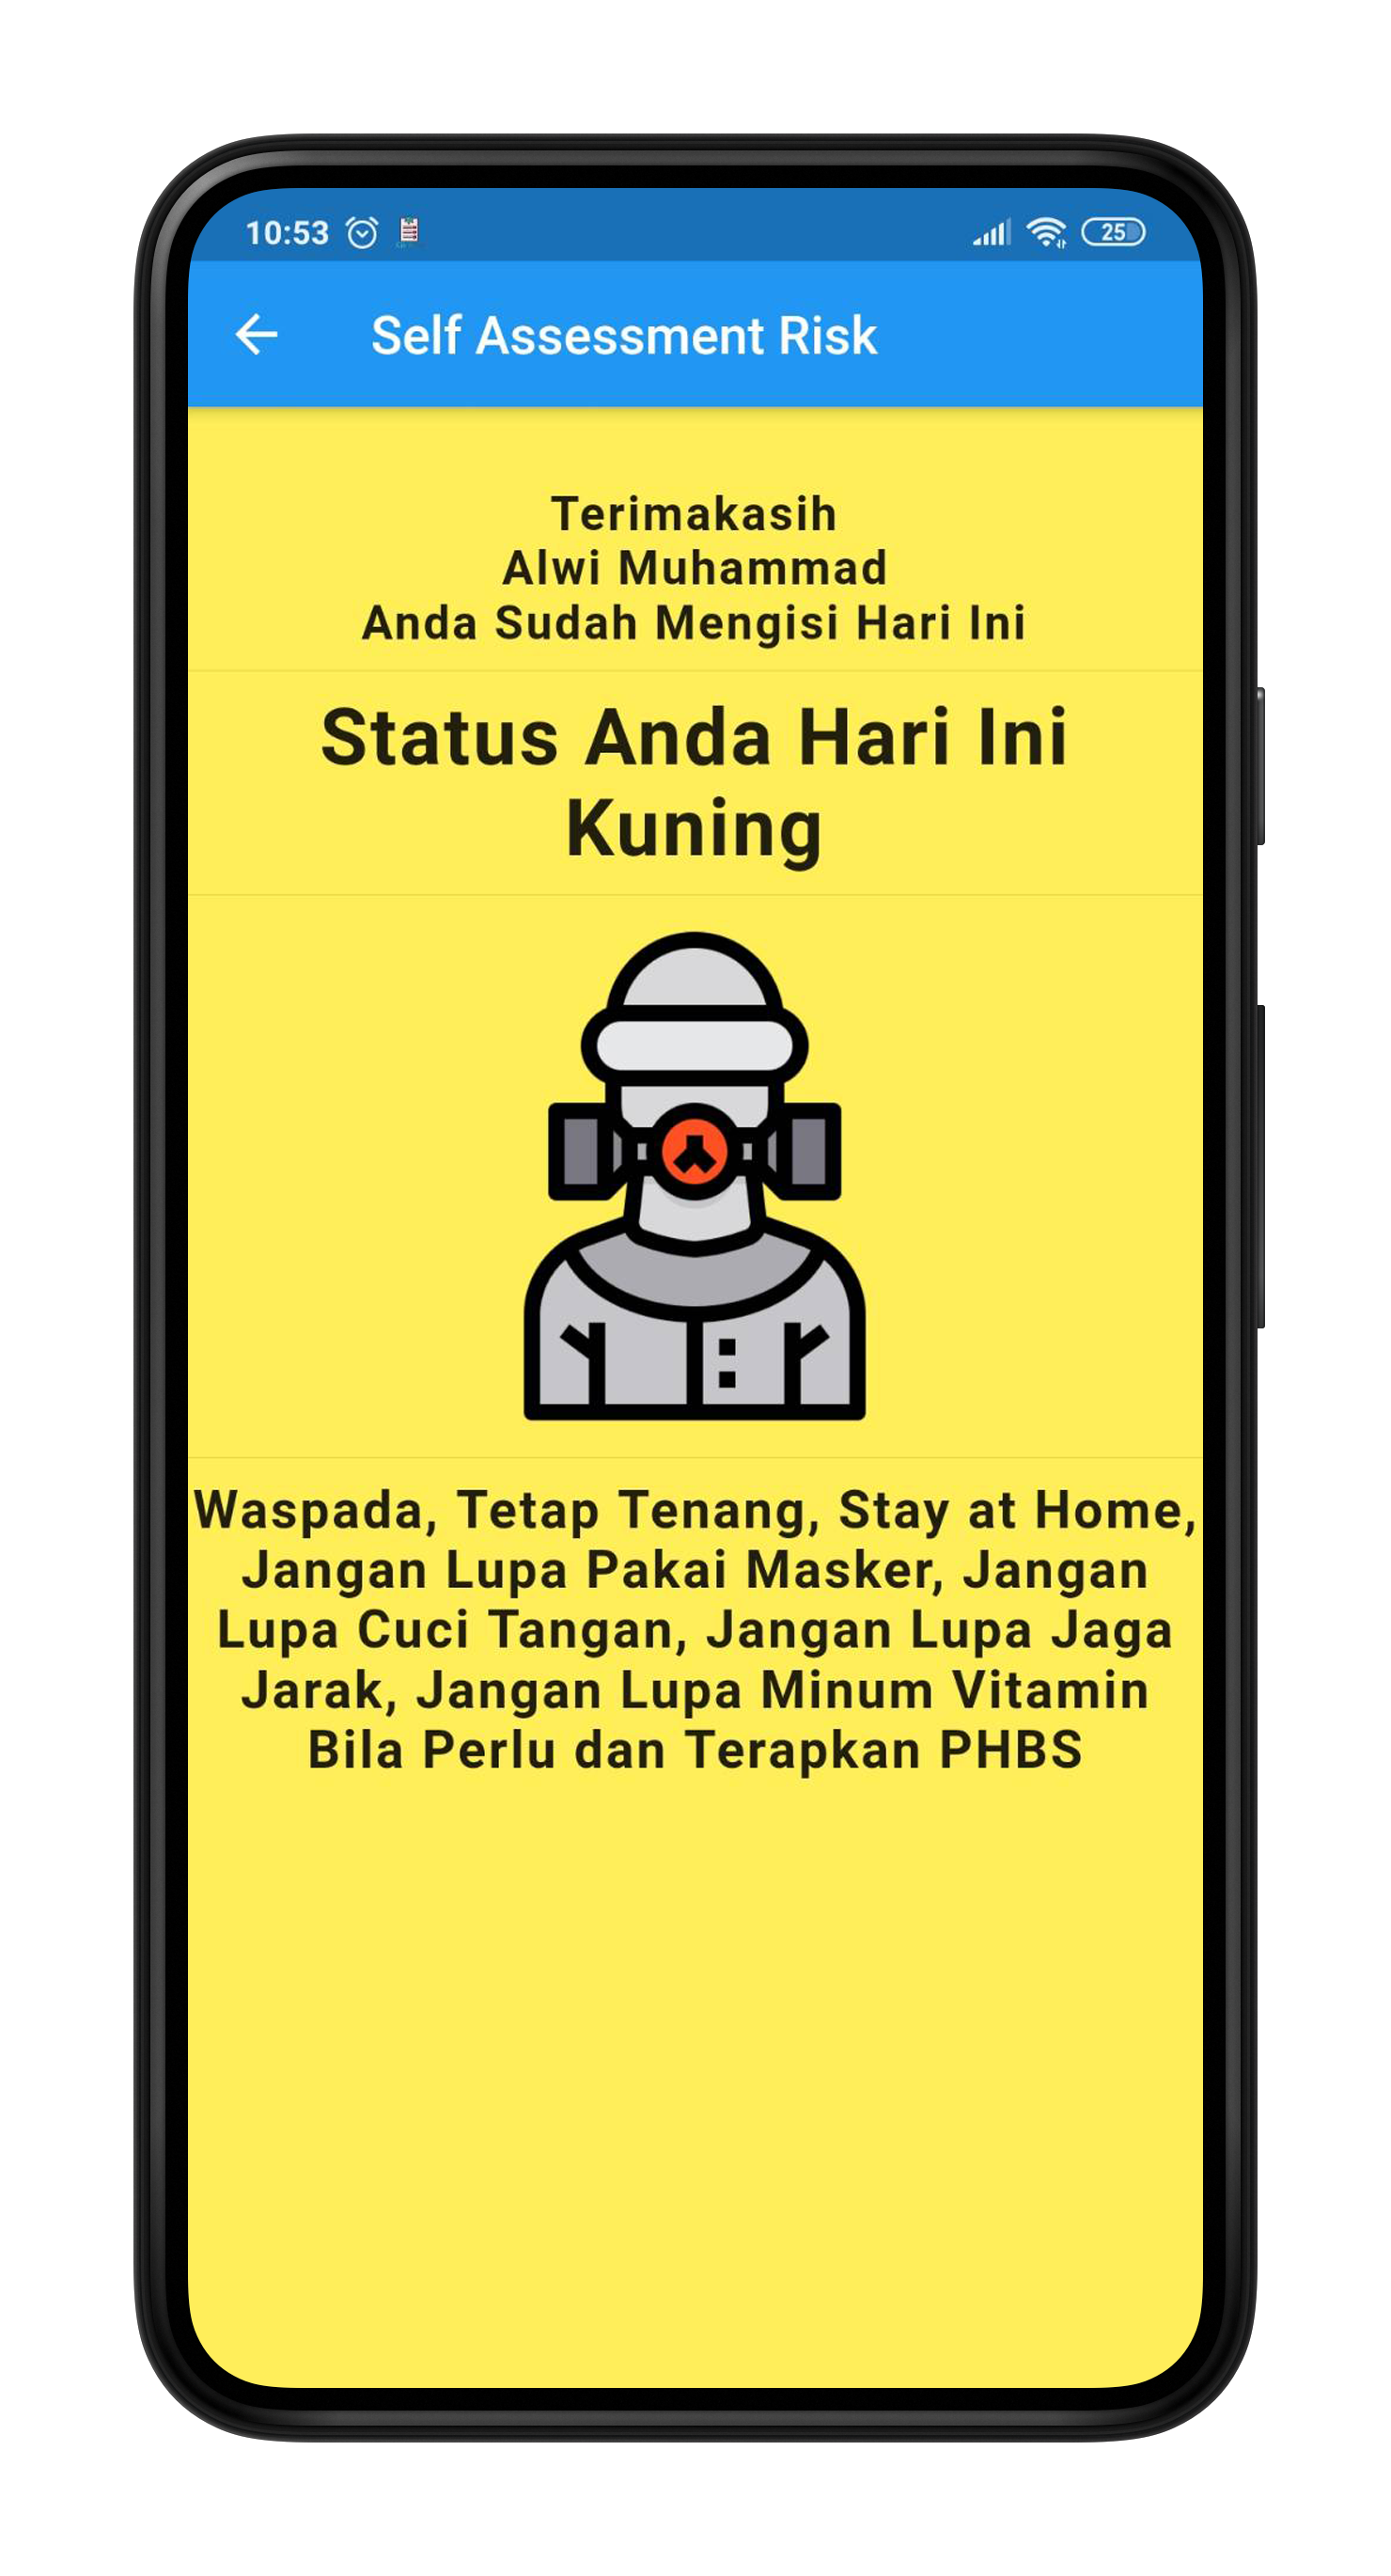 10:53
25
Self Assessment Risk
Terimakasih
Alwi Muhammad
Anda Sudah Mengisi Hari Ini
Status Anda Hari Ini
Kuning
Waspada, Tetap Tenang, Stay at Home,
Jangan Lupa Pakai Masker, Jangan
Lupa Cuci Tangan, Jangan Lupa Jaga
Jarak, Jangan Lupa Minum Vitamin
Bila Perlu dan Terapkan PHBS